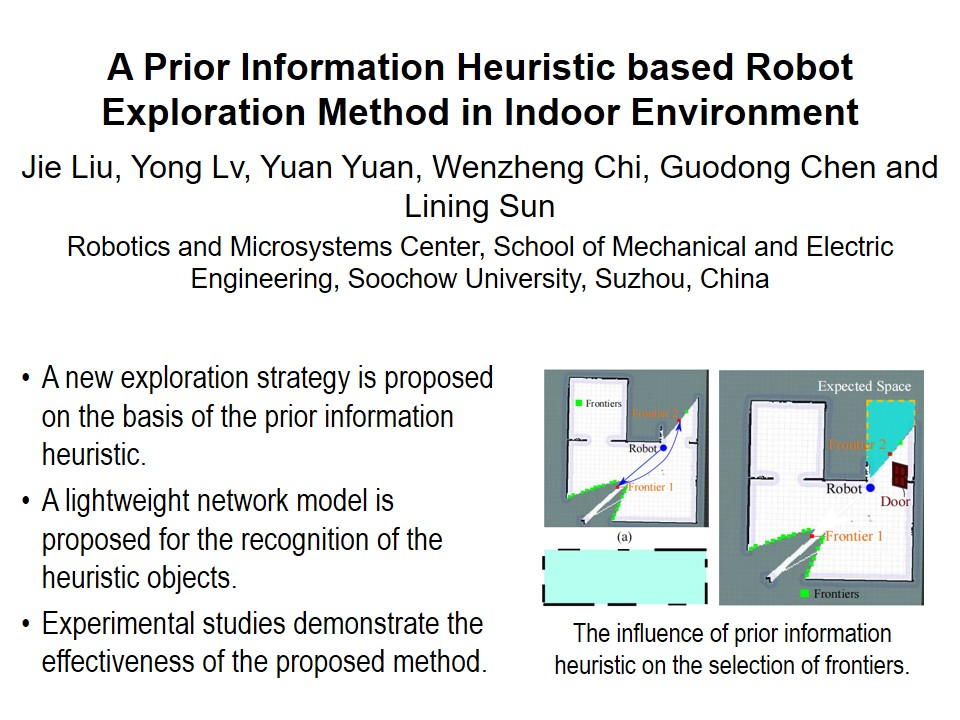 A Prior Information Heuristic based Robot
Exploration Method in Indoor Environment
Jie Liu, Yong Lv, Yuan Yuan, Wenzheng Chi, Guodong Chen and
Lining Sun
Robotics and Microsystems Center, School of Mechanical and Electric
Engineering, Soochow University, Suzhou, China
• A new exploration strategy is proposed
on the basis of the prior information
heuristic.
• A lightweight network model is
proposed for the recognition of the
heuristic objects.
• Experimental studies demonstrate the
effectiveness of the proposed method.
Frontiers
Frontier 2
Robot
Frontier 1
(a)
Expected Space
Frontier 2
Robot
Door
Frontier 1
Frontiers
The influence of prior information
heuristic on the selection of frontiers.